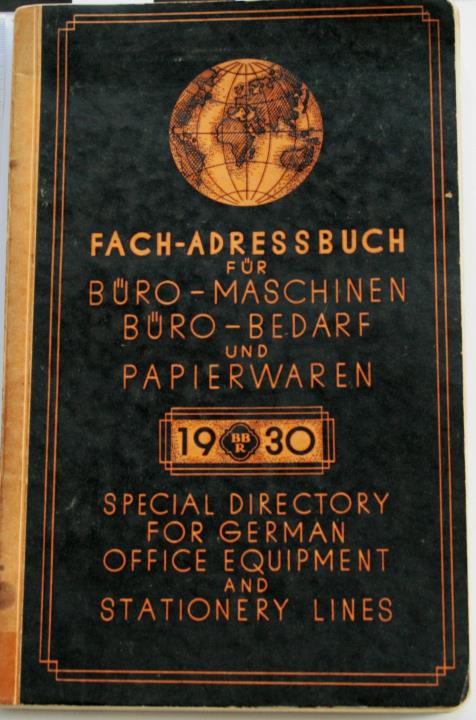 FACH-ADRESSBUCH
FÜR
BÜRO-MASCHINEN
BÜRO-BEDARF
UND
PAPIERWAREN
19 BBR 30
SPECIAL DIRECTORY
FOR GERMAN
OFFICE EQUIPMENT
AND
STATIONERY LINES